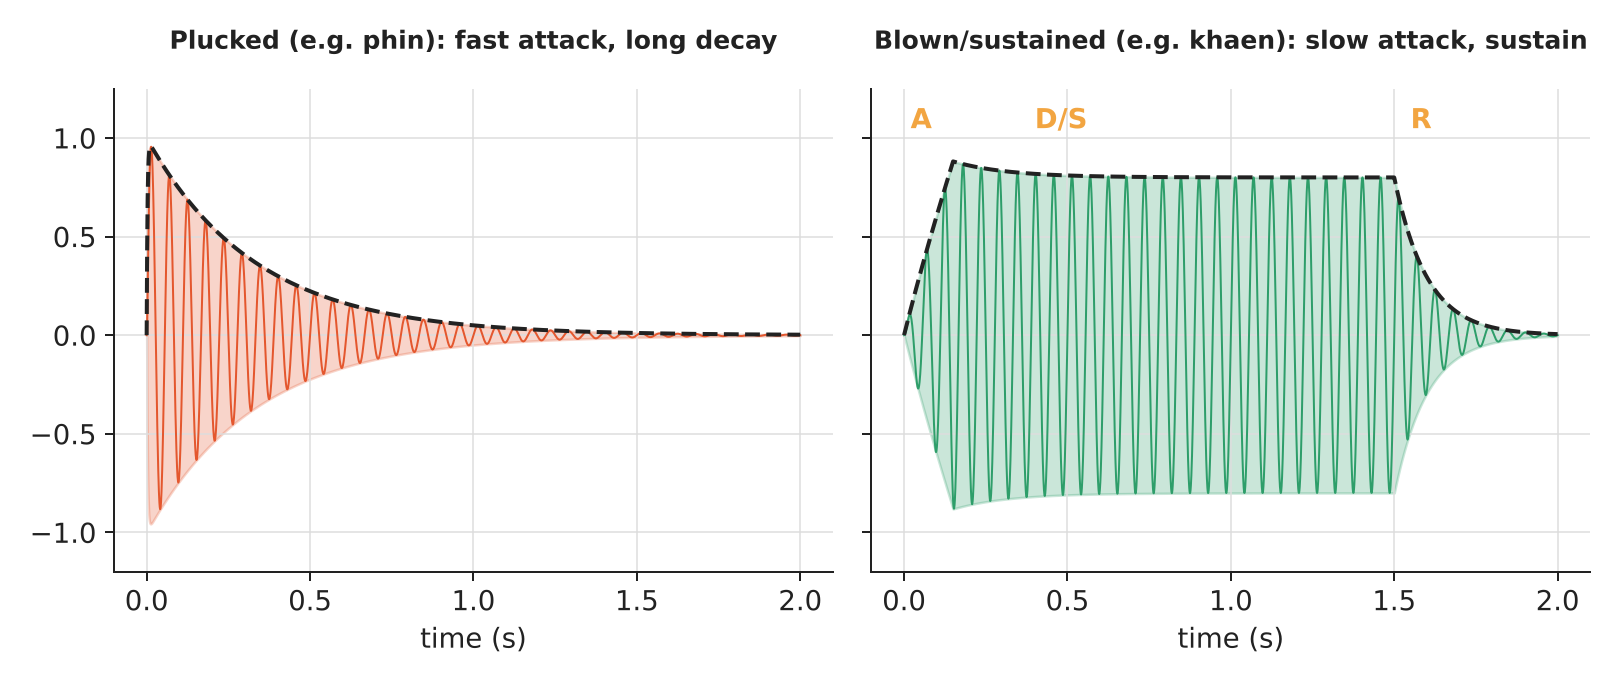 Plucked (e.g. phin): fast attack, long decay
Blown/sustained (e.g. khaen): slow attack, sustain
A D/S R
1.0
0.5
0.0
−0.5
−1.0
0.0 0.5 1.0 1.5 2.0
time (s)
0.0 0.5 1.0 1.5 2.0
time (s)